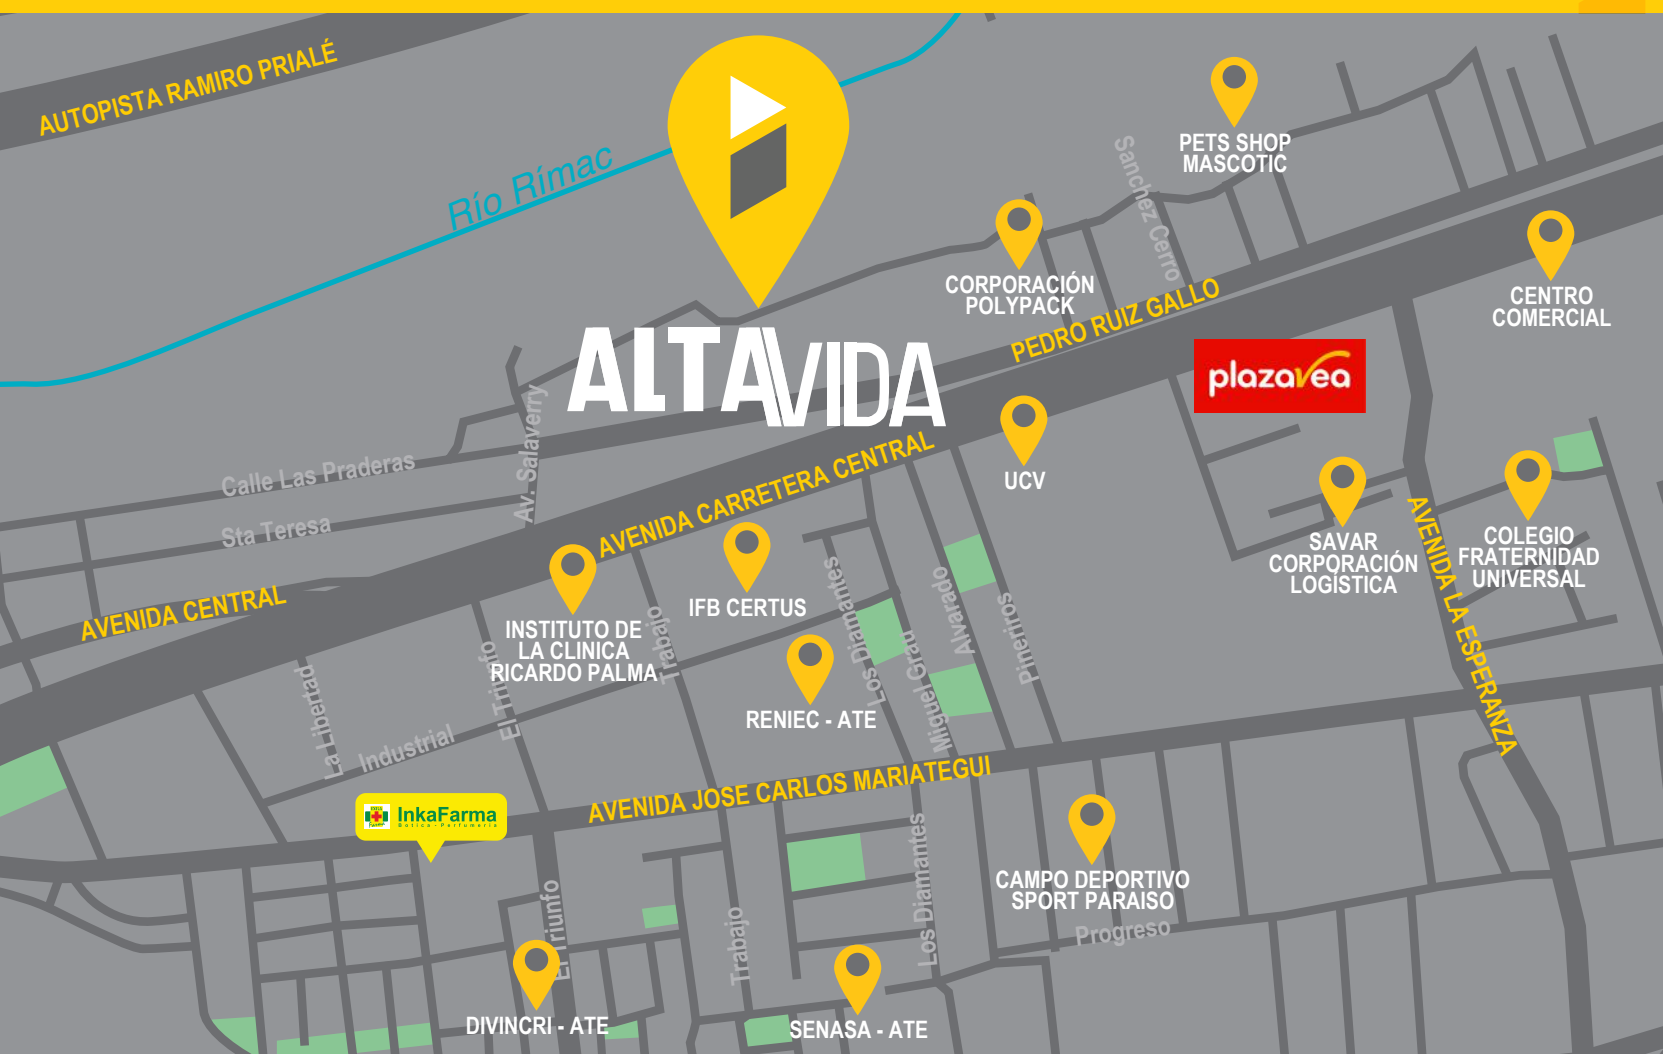 AUTOPISTA RAMIRO PRIALÉ
Río Rímac
PETS SHOP
MASCOTIC
Sanchez Cerro
CORPORACIÓN
POLYPACK
PEDRO RUIZ GALLO
CENTRO
COMERCIAL
ALTAVIDA
plazavea
Av. Salaverry
Calle Las Praderas
Sta Teresa
AVENIDA CARRETERA CENTRAL
UCV
AVENIDA CENTRAL
IFB CERTUS
INSTITUTO DE
LA CLINICA
RICARDO PALMA
SAVAR
CORPORACIÓN
LOGÍSTICA
COLEGIO
FRATERNIDAD
UNIVERSAL
AVENIDA LA ESPERANZA
La Libertad
Industrial
El Triunfo
Trabajo
Los Diamantes
Miguel Grau
Alvarado
Piñeiros
RENIEC - ATE
AVENIDA JOSE CARLOS MARIATEGUI
InkaFarma
Botica - Perfumería
CAMPO DEPORTIVO
SPORT PARAISO
Progreso
El Triunfo
Trabajo
Los Diamantes
DIVINCRI - ATE
SENASA - ATE